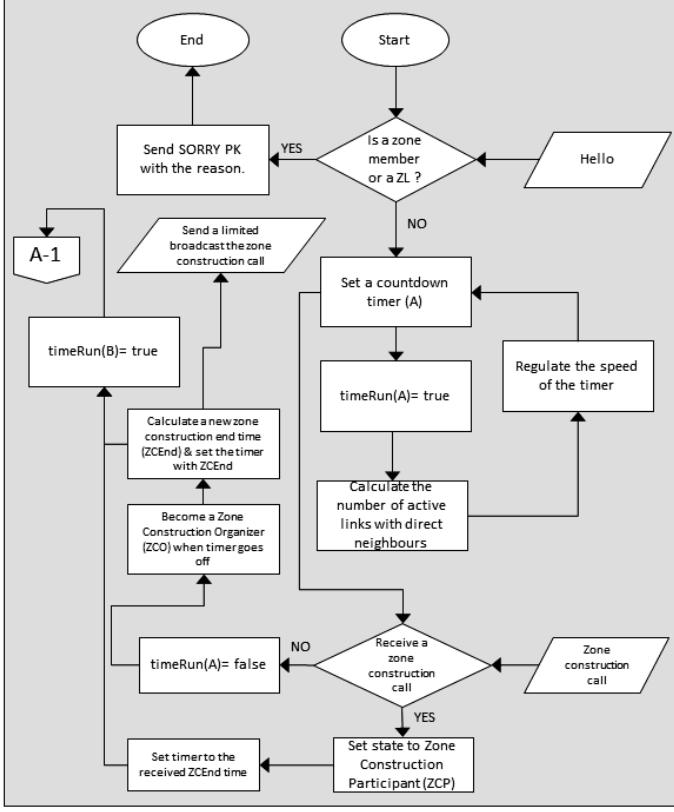 End
Start
Send SORRY PK
with the reason.
YES
Is a zone
member
or a ZL ?
Hello
NO
A-1
Send a limited
broadcast the zone
construction call
Set a countdown
timer (A)
timeRun(B)= true
timeRun(A)= true
Regulate the speed
of the timer
Calculate a new zone
construction end time
(ZCEnd) & set the timer
with ZCEnd
Calculate the
number of active
links with direct
neighbours
Become a Zone
Construction Organizer
(ZCO) when timer goes
off
timeRun(A)= false
NO
Receive a
zone
construction
call
Zone
construction
call
YES
Set timer to the
received ZCEnd time
Set state to Zone
Construction
Participant (ZCP)